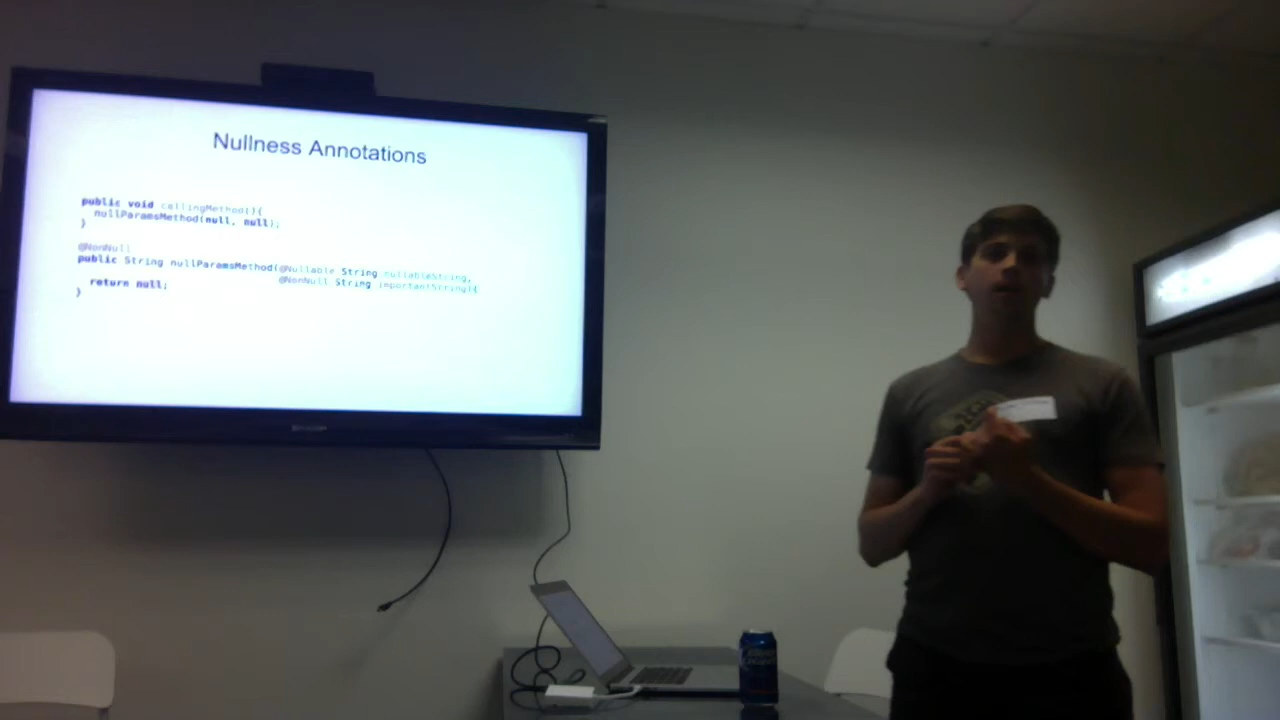 Nullness Annotations
public void callingMethod(){
nullParamsMethod(null, null);
}
@NonNull
public String nullParamsMethod(@Nullable String nullableString,
@NonNull String importantString){
return null;
}